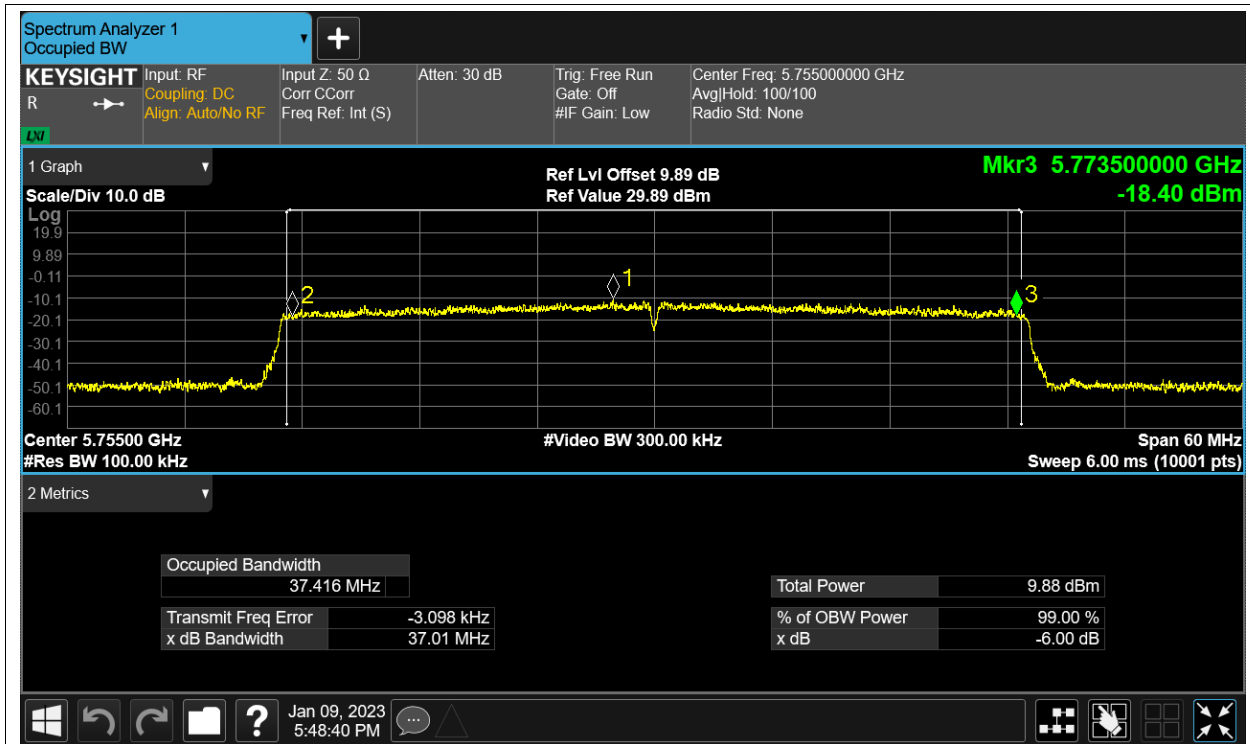 Spectrum Analyzer 1
Occupied BW
KEYSIGHT Input: RF Input Z: 50 Ω Atten: 30 dB Trig: Free Run Center Freq: 5.755000000 GHz
R Coupling: DC Corr CCorr Gate: Off Avg|Hold: 100/100
Align: Auto/No RF Freq Ref: Int (S) #IF Gain: Low Radio Std: None
LXI
1 Graph Ref Lvl Offset 9.89 dB Mkr3 5.773500000 GHz
Scale/Div 10.0 dB Ref Value 29.89 dBm -18.40 dBm
Log
19.9
9.89
-0.11
1
-10.1
2
3
-20.1
-30.1
-40.1
-50.1
-60.1
Center 5.75500 GHz #Video BW 300.00 kHz Span 60 MHz
#Res BW 100.00 kHz Sweep 6.00 ms (10001 pts)
2 Metrics
Occupied Bandwidth
37.416 MHz Total Power 9.88 dBm
Transmit Freq Error -3.098 kHz % of OBW Power 99.00 %
x dB Bandwidth 37.01 MHz x dB -6.00 dB
? Jan 09, 2023
5:48:40 PM